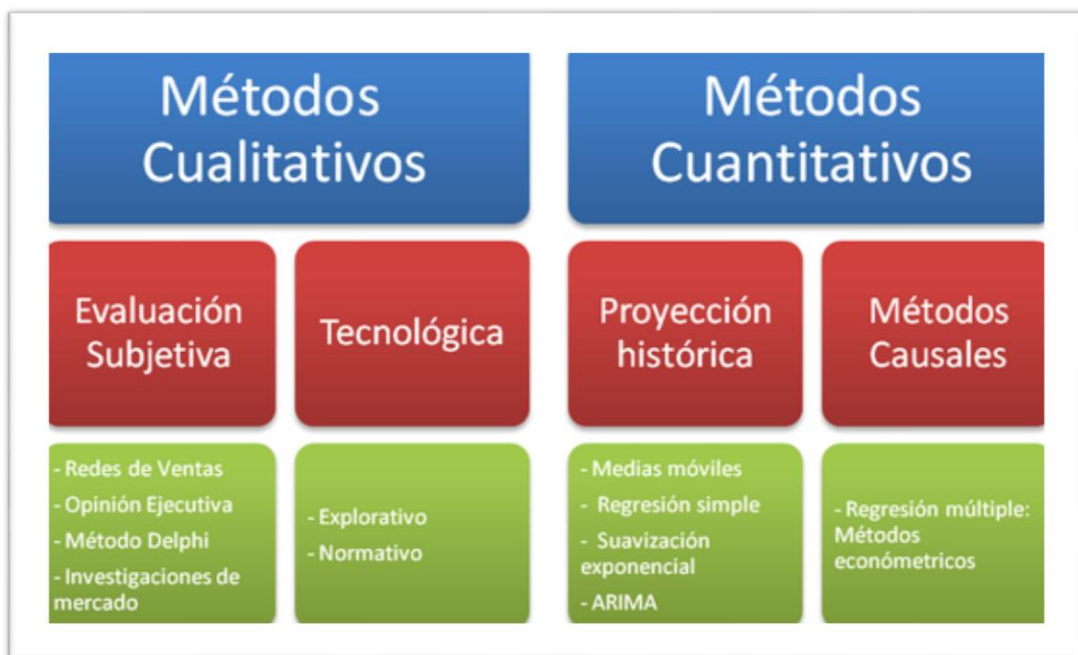 Métodos
Cualitativos
Métodos
Cuantitativos
Evaluación
Subjetiva
Tecnológica
Proyección
histórica
Métodos
Causales
- Redes de Ventas
- Opinión Ejecutiva
- Método Delphi
- Investigaciones de
mercado
- Explorativo
- Normativo
- Medias móviles
- Regresión simple
- Suavización
exponencial
- ARIMA
- Regresión múltiple:
Métodos
económetricos